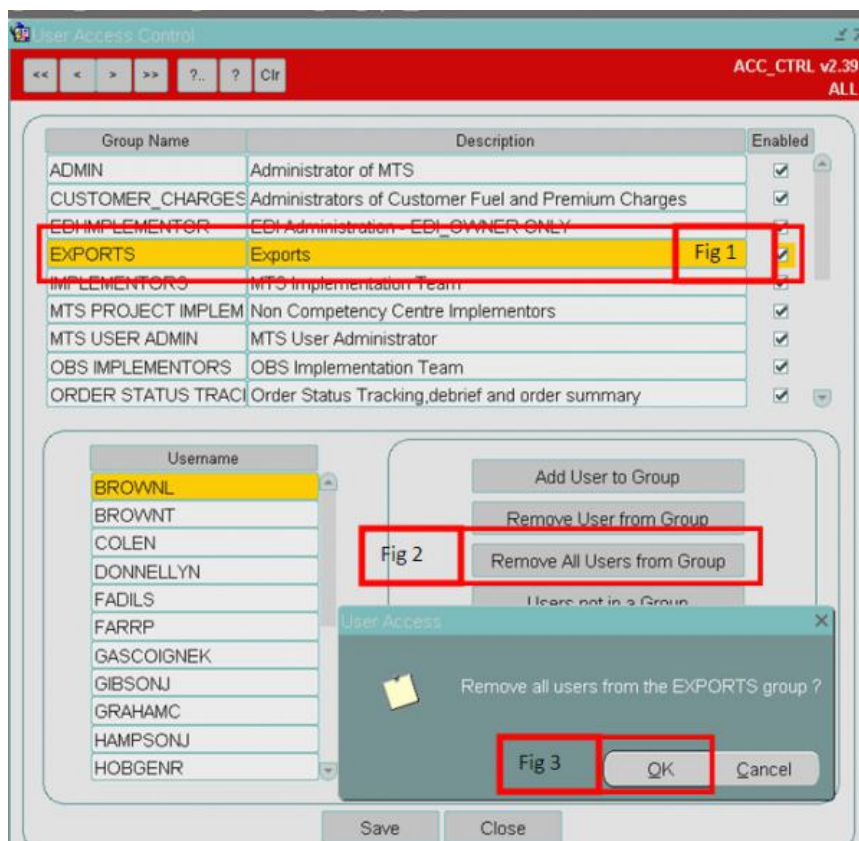 User Access Control
<< < > >> ?.. ? Clr
ACC_CTRL v2.39
ALL
Group Name Description Enabled
ADMIN Administrator of MTS
CUSTOMER_CHARGES Administrators of Customer Fuel and Premium Charges
EDI IMPLEMENTOR EDI Administration - EDI_OWNER ONLY
EXPORTS Exports Fig 1
IMPLEMENTORS MTS Implementation Team
MTS PROJECT IMPLEM Non Competency Centre Implementors
MTS USER ADMIN MTS User Administrator
OBS IMPLEMENTORS OBS Implementation Team
ORDER STATUS TRACI Order Status Tracking,debrief and order summary
Username
BROWNL
BROWNT
COLEN
DONNELLYN
FADILS
FARRP
GASCOIGNEK
GIBSONJ
GRAHAMC
HAMPSONJ
HOBGENR
Add User to Group
Remove User from Group
Fig 2 Remove All Users from Group
Users not in a Group
User Access
Remove all users from the EXPORTS group ?
Fig 3 OK Cancel
Save Close